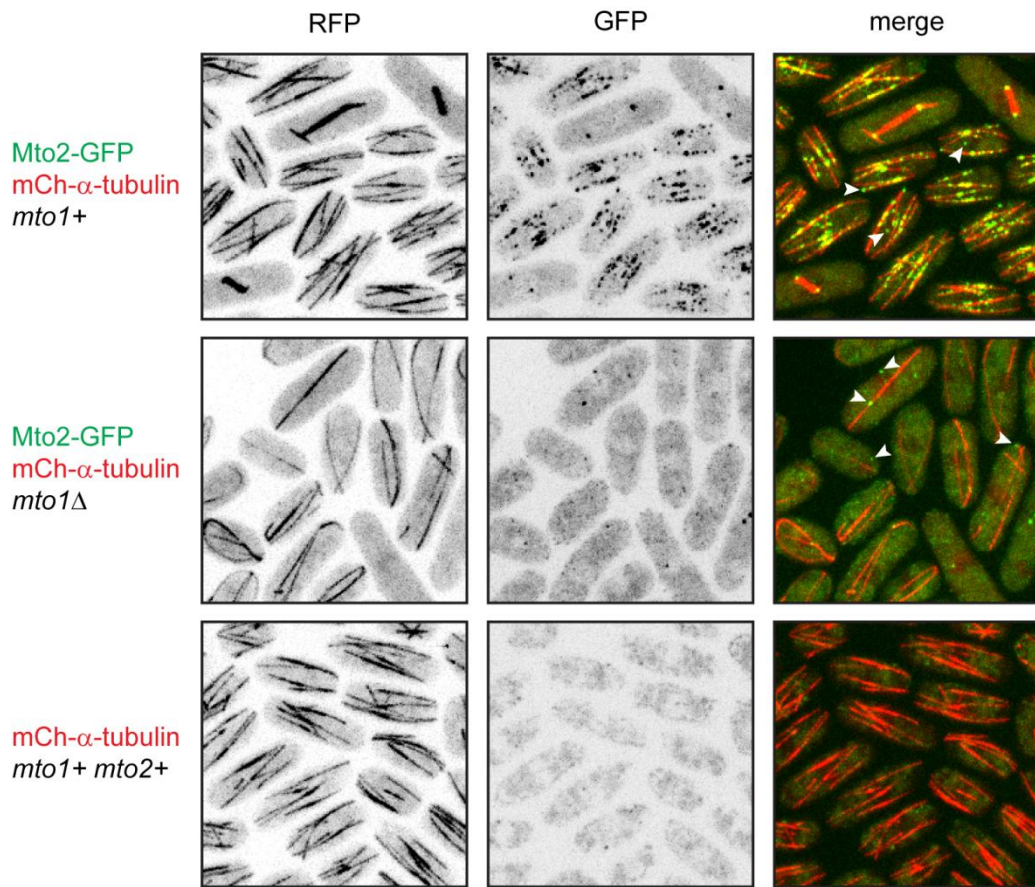 RFP GFP merge
Mto2-GFP
mCh-α-tubulin
mto1+
Mto2-GFP
mCh-α-tubulin
mto1Δ
mCh-α-tubulin
mto1+ mto2+